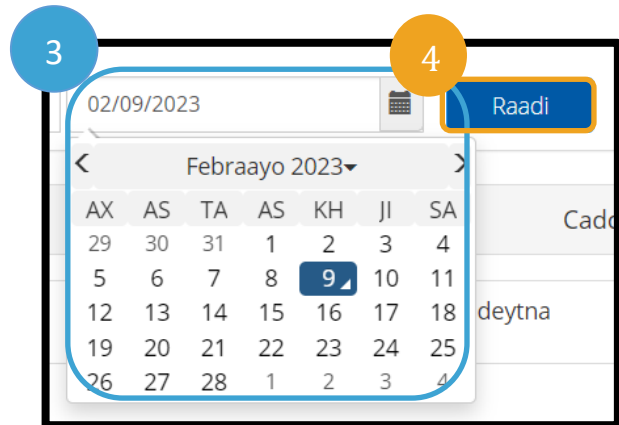 3
4
02/09/2023
Raadi
Febraayo 2023
AX AS TA AS KH JI SA
29 30 31 1 2 3 4
5 6 7 8 9 10 11
12 13 14 15 16 17 18
19 20 21 22 23 24 25
26 27 28 1 2 3 4
deytna